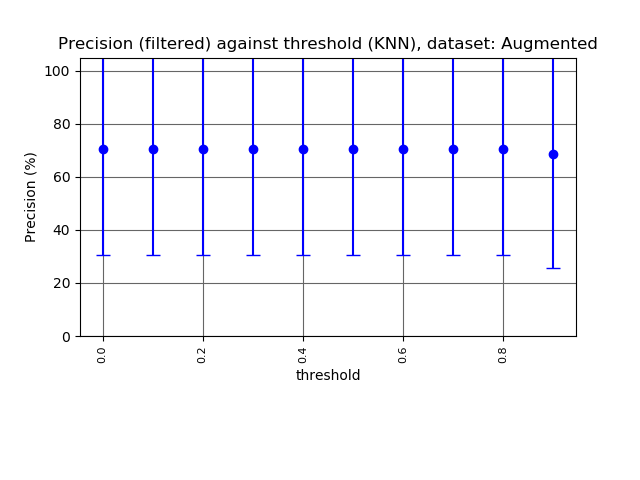 Precision (filtered) against threshold (KNN), dataset: Augmented
100
80
60
40
20
0
Precision (%)
0.0 0.2 0.4 0.6 0.8
threshold